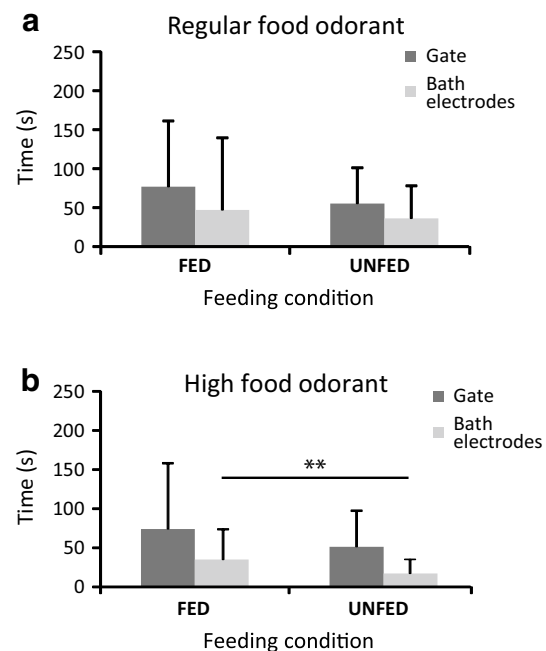 a
Regular food odorant
250
200
150
100
50
0
Time (s)
Gate
Bath
electrodes
FED UNFED
Feeding condition
b
High food odorant
250
200
150
100
50
0
Time (s)
Gate
Bath
electrodes
**
FED UNFED
Feeding condition